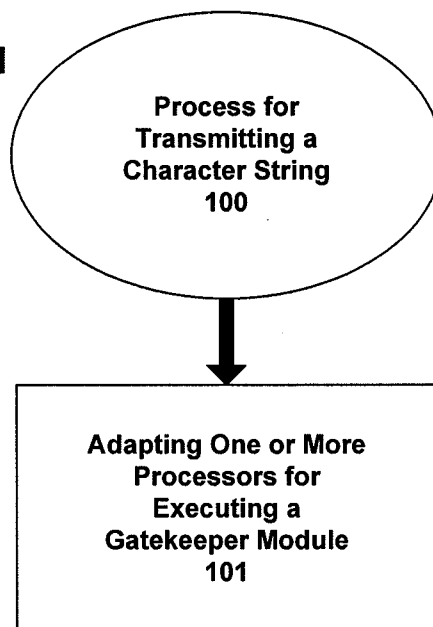 Process for
Transmitting a
Character String
100
Adapting One or More
Processors for
Executing a
Gatekeeper Module
101